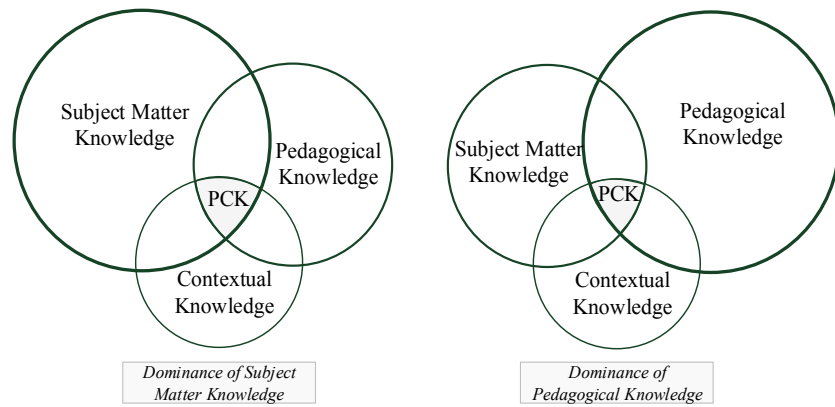 Subject Matter
Knowledge
Pedagogical
Knowledge
PCK
Contextual
Knowledge
Dominance of Subject
Matter Knowledge
Subject Matter
Knowledge
Pedagogical
Knowledge
PCK
Contextual
Knowledge
Dominance of
Pedagogical Knowledge